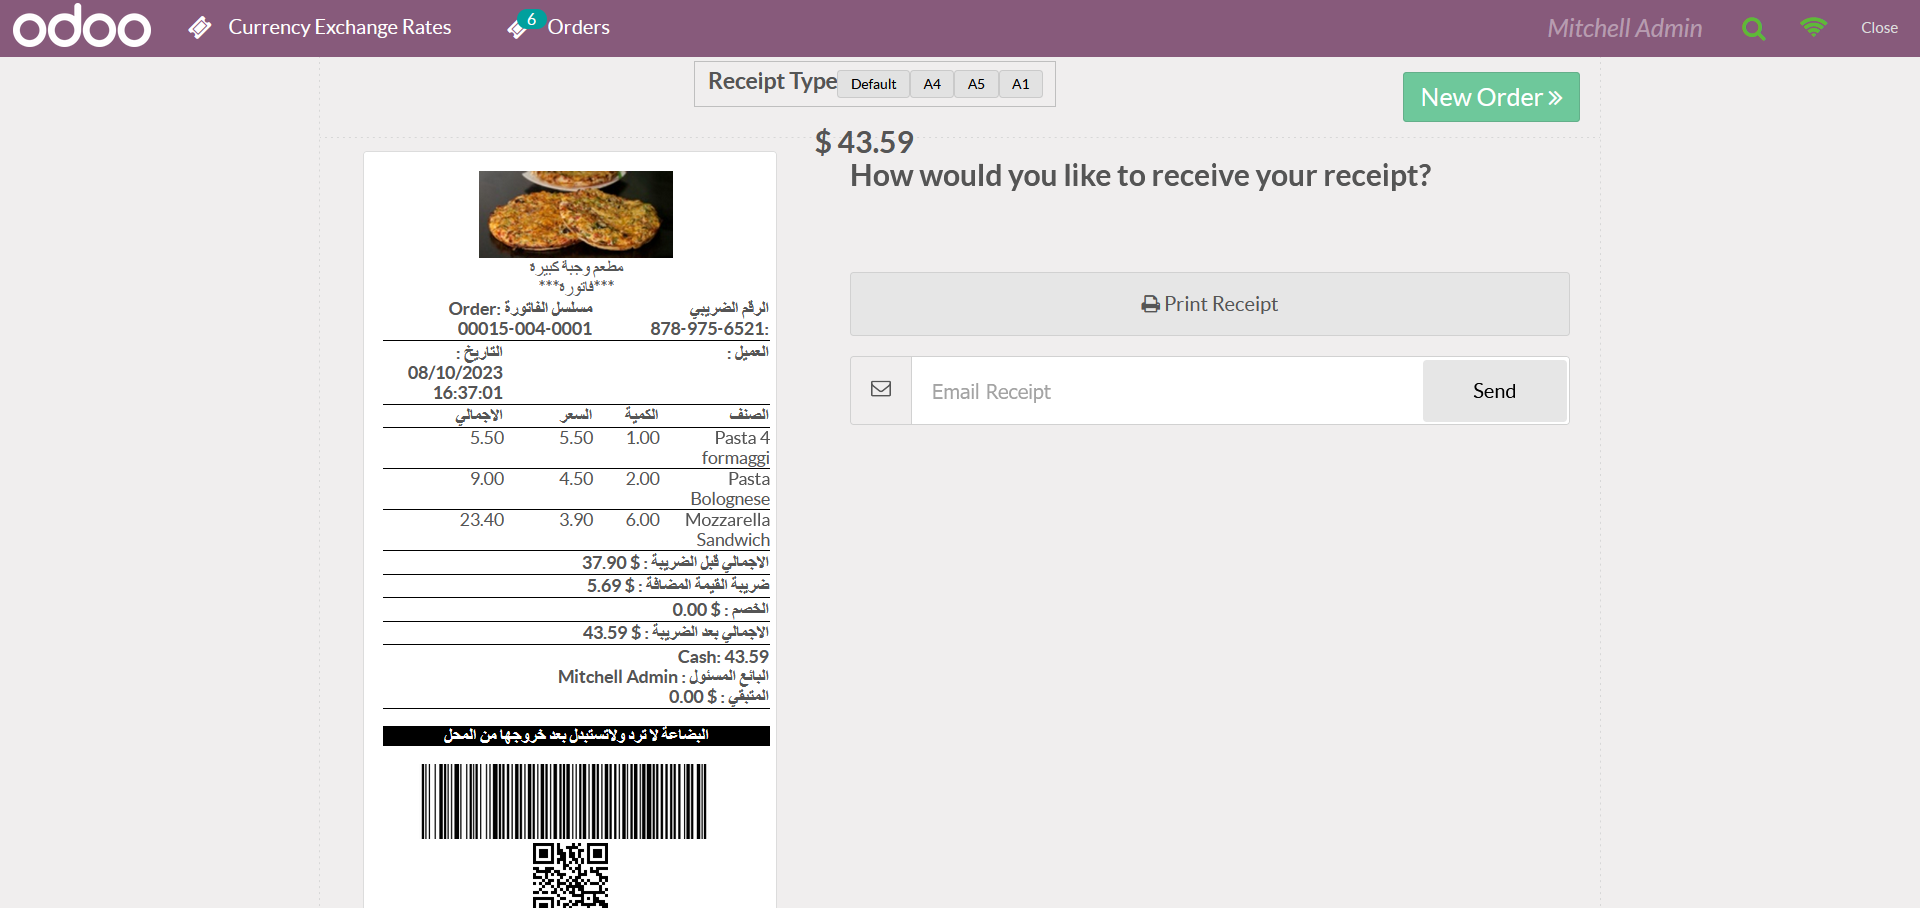 odoo
Currency Exchange Rates
6
Orders
Mitchell Admin
Close
Receipt Type
Default
A4
A5
A1
New Order »
$ 43.59
How would you like to receive your receipt?
Print Receipt
Email Receipt
Send
مطعم وجبة كبيرة
***فاتوره***
الرقم الضريبي
:878-975-6521
مسلسل الفاتورة :Order
00015-004-0001
العميل :
التاريخ :
08/10/2023
16:37:01
الصنف الكمية السعر الاجمالي
Pasta 4 1.00 5.50 5.50
formaggi
Pasta 2.00 4.50 9.00
Bolognese
Mozzarella 6.00 3.90 23.40
Sandwich
الاجمالي قبل الضريبة : $ 37.90
ضريبة القيمة المضافة : $ 5.69
الخصم : $ 0.00
الاجمالي بعد الضريبة : $ 43.59
Cash: 43.59
البائع المسئول : Mitchell Admin
المتبقي : $ 0.00
البضاعة لا ترد ولاتستبدل بعد خروجها من المحل